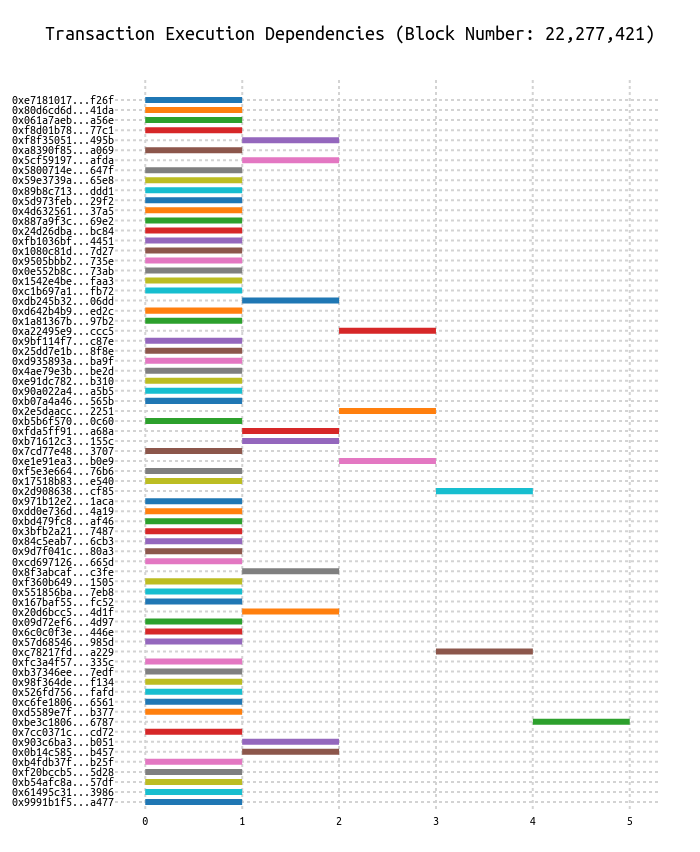 Transaction Execution Dependencies (Block Number: 22,277,421)
0xe7181017...f26f
0x80d6cd6d...41da
0x061a7aeb...a56e
0xf8d01b78...77c1
0xf8f35051...495b
0xa8390f85...a069
0x5cf59197...afda
0x5800714e...647f
0x59e3739a...65e8
0x89b8c713...ddd1
0x5d973feb...29f2
0x4d632561...37a5
0x887a9f3c...69e2
0x24d26dba...bc84
0xfb1036bf...4451
0x1080c81d...7d27
0x9505bbb2...735e
0x0e552b8c...73ab
0x1542e4be...faa3
0xc1b697a1...fb72
0xdb245b32...06dd
0xd642b4b9...ed2c
0x1a81367b...97b2
0xa22495e9...ccc5
0x9bf114f7...c87e
0x25dd7e1b...8f8e
0xd935893a...ba9f
0x4ae79e3b...be2d
0xe91dc782...b310
0x90a022a4...a5b5
0xb07a4a46...565b
0x2e5daacc...2251
0xb5b6f570...0c60
0xfda5ff91...a68a
0xb71612c3...155c
0x7cd77e48...3707
0xe1e91ea3...b0e9
0xf5e3e664...76b6
0x17518b83...e540
0x2d908638...cf85
0x971b12e2...1aca
0xdd0e736d...4a19
0xbd479fc8...af46
0x3bfb2a21...7487
0x84c5eab7...6cb3
0x9d7f041c...80a3
0xcd697126...665d
0x8f3abcaf...c3fe
0xf360b649...1505
0x551856ba...7eb8
0x167baf55...fc52
0x20d6bcc5...4d1f
0x09d72ef6...4d97
0x6c0c0f3e...446e
0x57d68546...985d
0xc78217fd...a229
0xfc3a4f57...335c
0xb37346ee...7edf
0x98f364de...f134
0x526fd756...fafd
0xc6fe1806...6561
0xd5589e7f...b377
0xbe3c1806...6787
0x7cc0371c...cd72
0x903c6ba3...b051
0x0b14c585...b457
0xb4fdb37f...b25f
0xf20bccb5...5d28
0xb54afc8a...57df
0x61495c31...3986
0x9991b1f5...a477
0 1 2 3 4 5